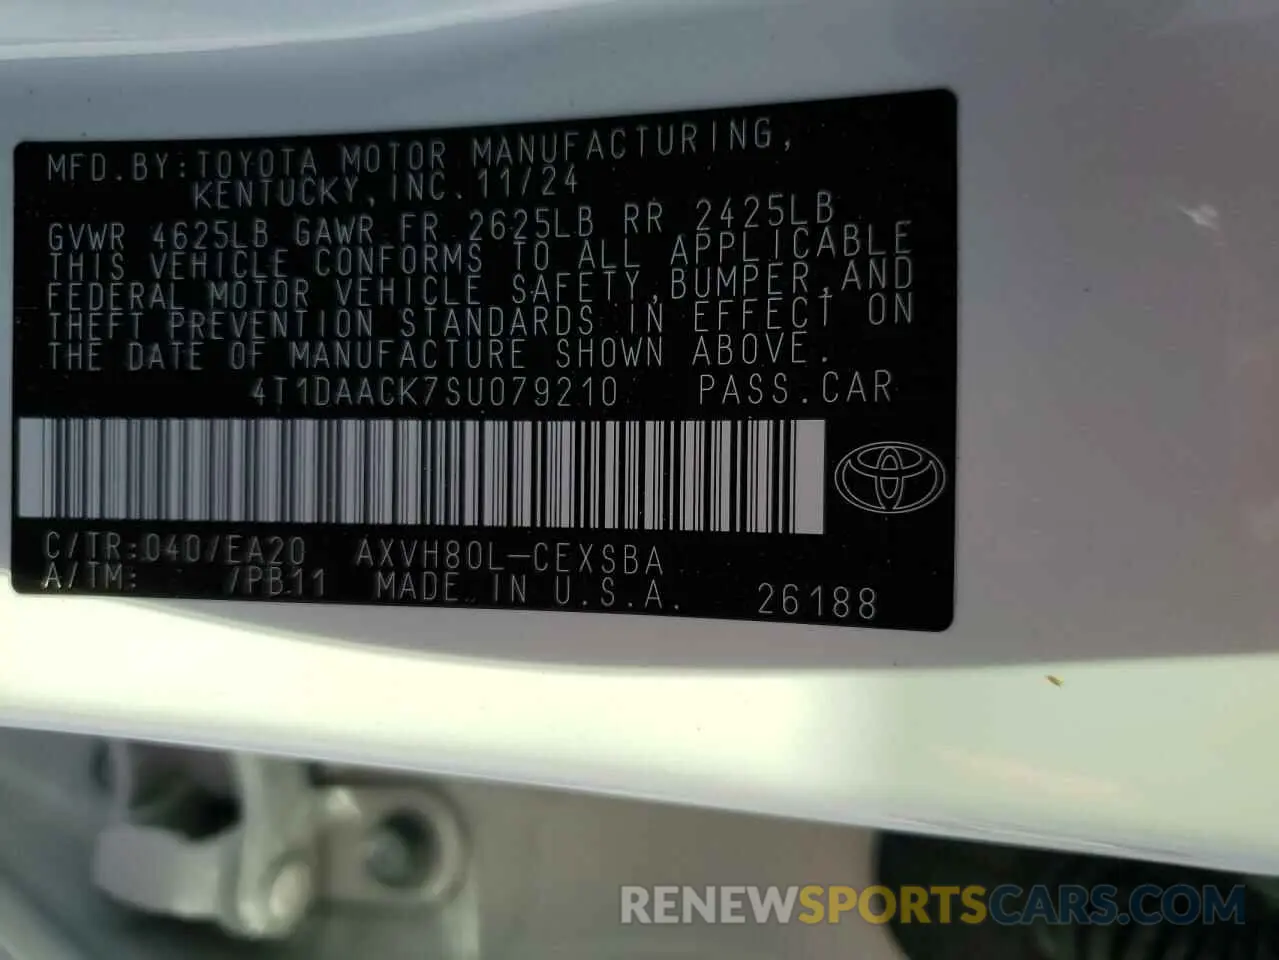 MFD.BY:TOYOTA MOTOR MANUFACTURING,
KENTUCKY,INC.11/24
GVWR 4625LB GAWR FR 2625LB RR 2425LB
THIS VEHICLE CONFORMS TO ALL APPLICABLE
FEDERAL MOTOR VEHICLE SAFETY,BUMPER,AND
THEFT PREVENTION STANDARDS IN EFFECT ON
THE DATE OF MANUFACTURE SHOWN ABOVE.
4T1DAACK7SU079210 PASS.CAR
C/TR:040/EA20 AXVH80L-CEXSBA
A/TM: /PB11 MADE IN U.S.A. 26188
RENEWSPORTSCARS.COM